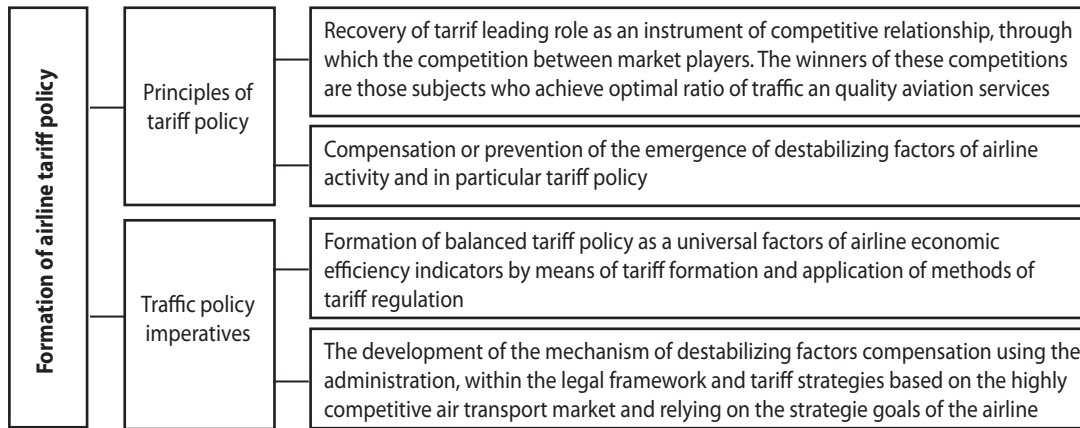 Formation of airline tariff policy
Principles of
tariff policy
Recovery of tarrif leading role as an instrument of competitive relationship, through
which the competition between market players. The winners of these competitions
are those subjects who achieve optimal ratio of traffic an quality aviation services
Compensation or prevention of the emergence of destabilizing factors of airline
activity and in particular tariff policy
Traffic policy
imperatives
Formation of balanced tariff policy as a universal factors of airline economic
efficiency indicators by means of tariff formation and application of methods of
tariff regulation
The development of the mechanism of destabilizing factors compensation using the
administration, within the legal framework and tariff strategies based on the highly
competitive air transport market and relying on the strategie goals of the airline